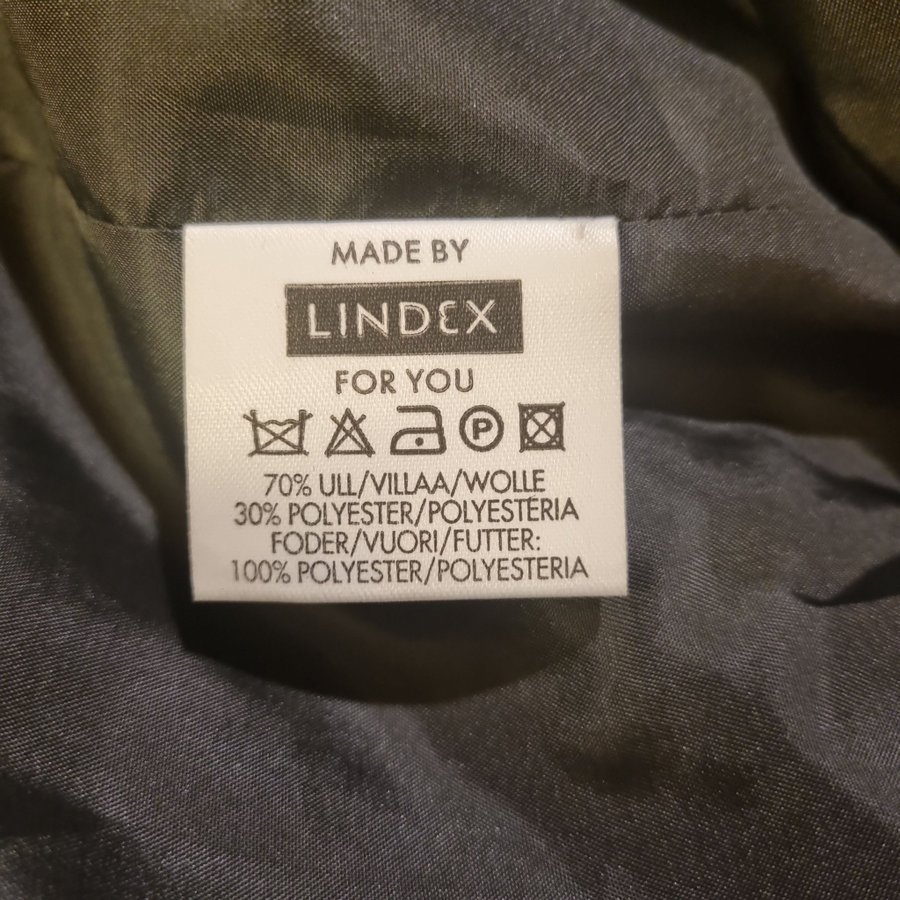 MADE BY
LINDEX
FOR YOU
P
70% ULL/VILLAA/WOLLE
30% POLYESTER/POLYESTERIA
FODER/VUORI/FUTTER:
100% POLYESTER/POLYESTERIA